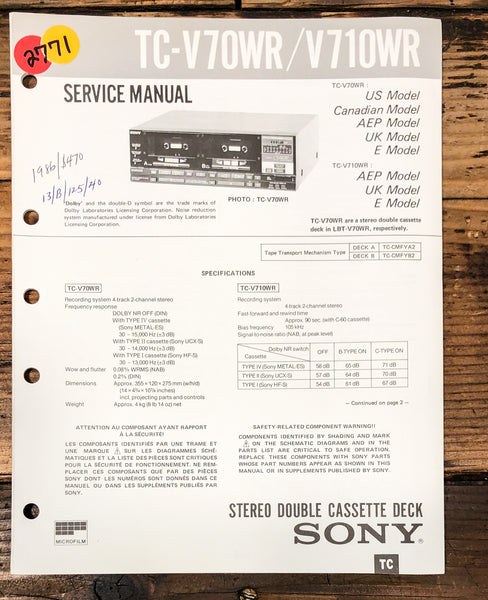 2771
TC-V70WR/V710WR
SERVICE MANUAL
TC-V70WR :
US Model
Canadian Model
AEP Model
UK Model
E Model
TC-V710WR :
AEP Model
UK Model
E Model
1986/$470
13/B/125/40
PHOTO : TC-V70WR
"Dolby" and the double-D symbol are the trade marks of
Dolby Laboratories Licensing Corporation. Noise reduction
system manufactured under license from Dolby Laboratories
Licensing Corporation.
TC-V70WR are a stereo double cassette
deck in LBT-V70WR, respectively.
Tape Transport Mechanism Type DECK A TC-CMFYA2
DECK B TC-CMFYB2
SPECIFICATIONS
TC-V70WR
Recording system 4 track 2-channel stereo
Frequency response
DOLBY NR OFF (DIN)
With TYPE IV cassette
(Sony METAL-ES)
30 – 15,000 Hz (±3 dB)
With TYPE II cassette (Sony UCX-S)
30 – 14,000 Hz (±3 dB)
With TYPE I cassette (Sony HF-S)
30 – 13,000 Hz (±3 dB)
Wow and flutter 0.08% WRMS (NAB)
0.2% (DIN)
Dimensions Approx. 355 × 120 × 275 mm (w/h/d)
incl. projecting parts and controls
Weight Approx. 4 kg (8 lb 14 oz) net
TC-V710WR
Recording system 4 track 2-channel stereo
Fast-forward and rewind time
Approx. 90 sec. (with C-60 cassette)
Bias frequency 105 kHz
Signal-to-noise ratio (NAB, at peak level)
Dolby NR switch OFF B-TYPE ON C-TYPE ON
Cassette
TYPE IV (Sony METAL-ES) 58 dB 65 dB 71 dB
TYPE II (Sony UCX-S) 57 dB 64 dB 70 dB
TYPE I (Sony HF-S) 54 dB 61 dB 67 dB
— Continued on page 2 —
ATTENTION AU COMPOSANT AYANT RAPPORT
À LA SÉCURITÉ!
LES COMPOSANTS IDENTIFIÉS PAR UNE TRAME ET
UNE MARQUE SUR LES DIAGRAMMES SCHÉ-
MATIQUES ET LA LISTE DES PIÈCES SONT CRITIQUES
POUR LA SÉCURITÉ DE FONCTIONNEMENT. NE REM-
PLACER CES COMPOSANTS QUE PAR DES PIÈCES
SONY DONT LES NUMÉROS SONT DONNÉS DANS CE
MANUEL OU DANS LES SUPPLÉMENTS PUBLIÉS PAR
SONY.
SAFETY-RELATED COMPONENT WARNING!!
COMPONENTS IDENTIFIED BY SHADING AND MARK
ON THE SCHEMATIC DIAGRAMS AND IN THE
PARTS LIST ARE CRITICAL TO SAFE OPERATION.
REPLACE THESE COMPONENTS WITH SONY PARTS
WHOSE PART NUMBERS APPEAR AS SHOWN IN THIS
MANUAL OR IN SUPPLEMENTS PUBLISHED BY SONY.
MICROFILM
STEREO DOUBLE CASSETTE DECK
SONY®
TC